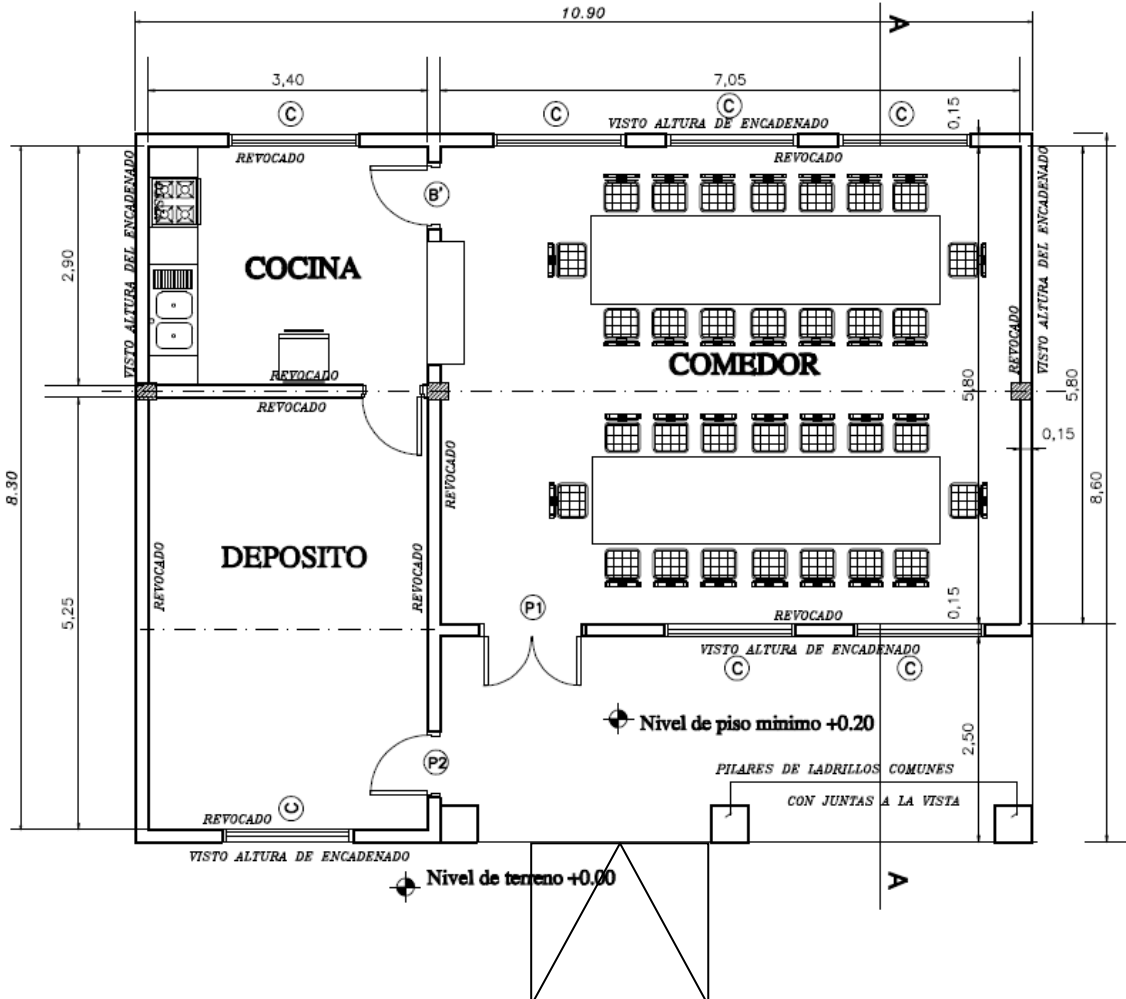 10.90
A
3,40
7,05
C
C
C
C
0,15
VISTO ALTURA DE ENCADENADO
REVOCADO
REVOCADO
VISTO ALTURA DEL ENCADENADO
VISTO ALTURA DEL ENCADENADO
B'
2,90
COCINA
COMEDOR
REVOCADO
REVOCADO
REVOCADO
5,80
5,80
0,15
8,60
8.30
REVOCADO
DEPOSITO
REVOCADO
REVOCADO
5,25
P1
0,15
REVOCADO
VISTO ALTURA DE ENCADENADO
C
C
Nivel de piso minimo +0.20
2,50
P2
PILARES DE LADRILLOS COMUNES
CON JUNTAS A LA VISTA
C
REVOCADO
VISTO ALTURA DE ENCADENADO
Nivel de terreno +0.00
A